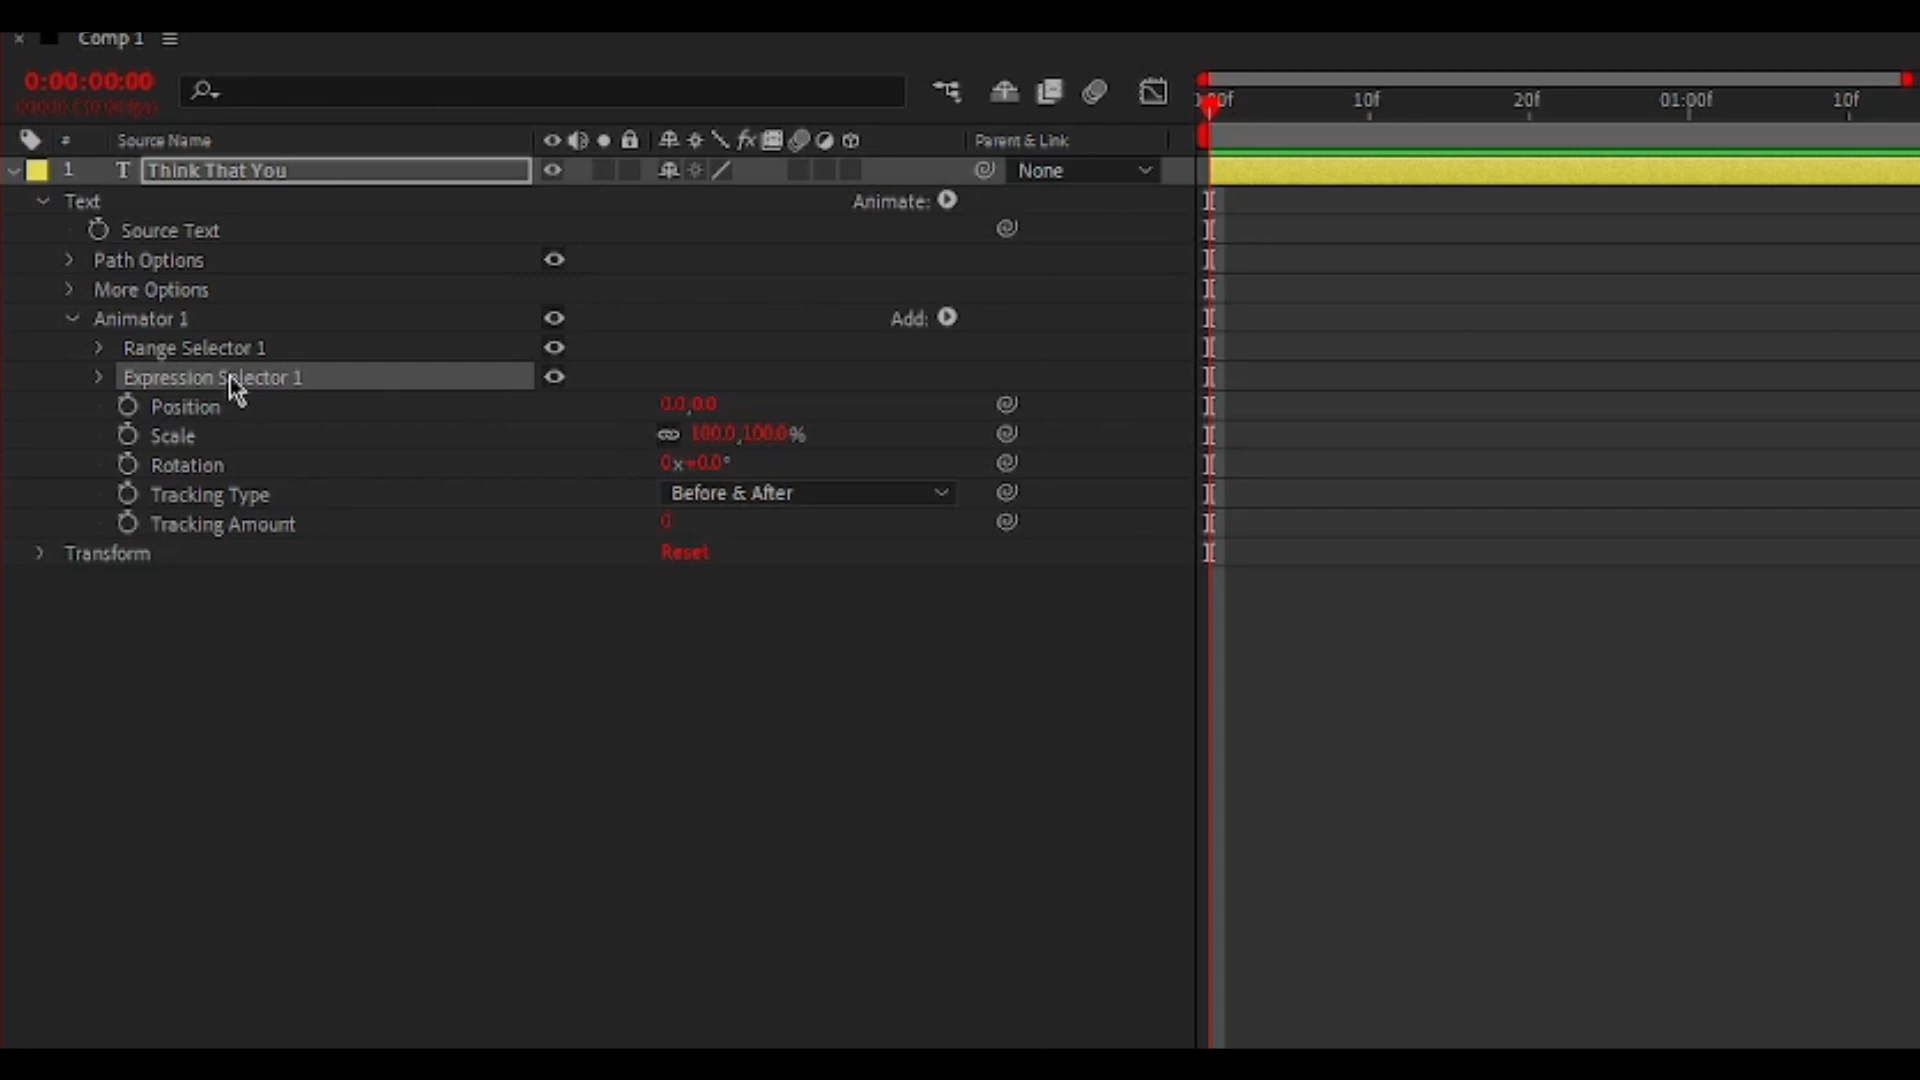 Comp 1
0:00:00:00
0:00f 10f 20f 01:00f 10f
# Source Name fx Parent & Link
1 T Think That You None
Text Animate:
Source Text
Path Options
More Options
Animator 1 Add:
Range Selector 1
Expression Selector 1
Position 0.0,0.0
Scale 100.0,100.0%
Rotation 0x+0.0°
Tracking Type Before & After
Tracking Amount 0
Transform Reset